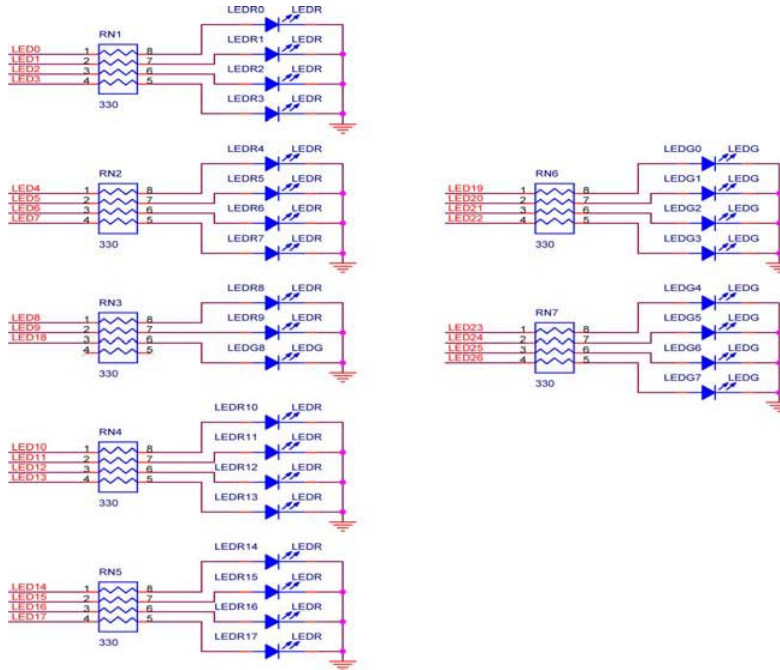 LEDR0 LEDR
RN1
LED0 1 8 LEDR1 LEDR
LED1 2 7
LED2 3 6 LEDR2 LEDR
LED3 4 5
330 LEDR3 LEDR
LEDR4 LEDR
RN2
LED4 1 8 LEDR5 LEDR
LED5 2 7
LED6 3 6 LEDR6 LEDR
LED7 4 5
330 LEDR7 LEDR
LEDR8 LEDR
RN3
LED8 1 8 LEDR9 LEDR
LED9 2 7
LED18 3 6 LEDG8 LEDG
4 5
330
LEDR10 LEDR
RN4
LED10 1 8 LEDR11 LEDR
LED11 2 7
LED12 3 6 LEDR12 LEDR
LED13 4 5
330 LEDR13 LEDR
LEDR14 LEDR
RN5
LED14 1 8 LEDR15 LEDR
LED15 2 7
LED16 3 6 LEDR16 LEDR
LED17 4 5
330 LEDR17 LEDR
LEDG0 LEDG
RN6
LED19 1 8 LEDG1 LEDG
LED20 2 7
LED21 3 6 LEDG2 LEDG
LED22 4 5
330 LEDG3 LEDG
LEDG4 LEDG
RN7
LED23 1 8 LEDG5 LEDG
LED24 2 7
LED25 3 6 LEDG6 LEDG
LED26 4 5
330 LEDG7 LEDG